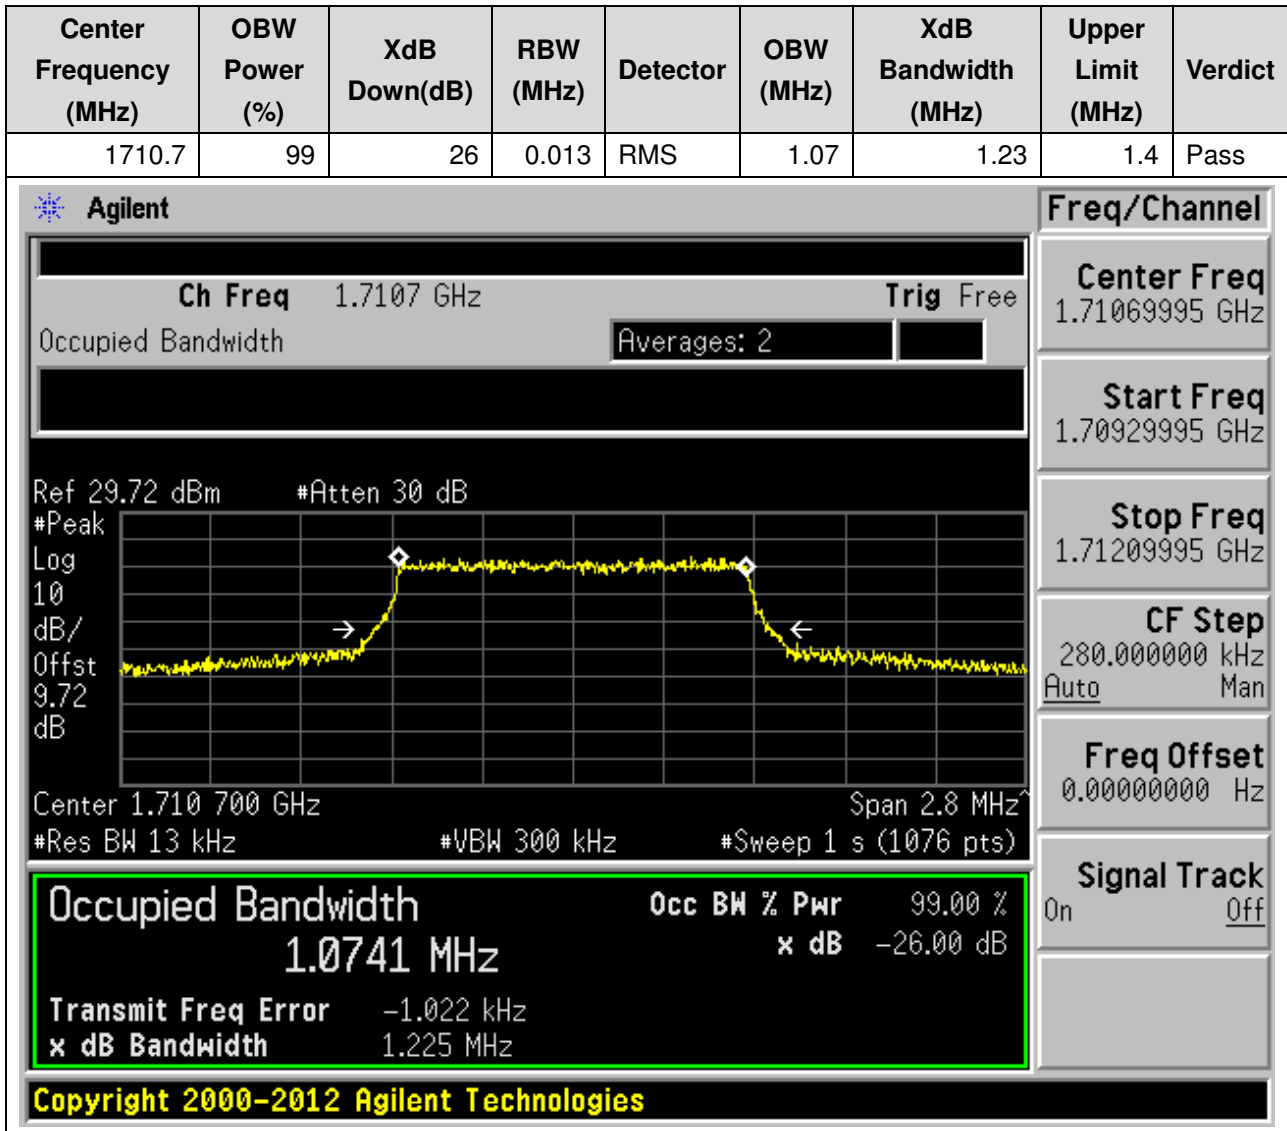 Center Frequency (MHz) OBW Power (%) XdB Down(dB) RBW (MHz) Detector OBW (MHz) XdB Bandwidth (MHz) Upper Limit (MHz) Verdict
1710.7 99 26 0.013 RMS 1.07 1.23 1.4 Pass
Agilent
Freq/Channel
Ch Freq 1.7107 GHz Trig Free
Occupied Bandwidth Averages: 2
Center Freq
1.71069995 GHz
Start Freq
1.70929995 GHz
Stop Freq
1.71209995 GHz
CF Step
280.000000 kHz
Auto Man
Freq Offset
0.00000000 Hz
Signal Track
On Off
Ref 29.72 dBm #Atten 30 dB
#Peak
Log
10
dB/
Offst
9.72
dB
Center 1.710 700 GHz Span 2.8 MHz^
#Res BW 13 kHz #VBW 300 kHz #Sweep 1 s (1076 pts)
Occupied Bandwidth Occ BW % Pwr 99.00 %
1.0741 MHz x dB -26.00 dB
Transmit Freq Error -1.022 kHz
x dB Bandwidth 1.225 MHz
Copyright 2000-2012 Agilent Technologies